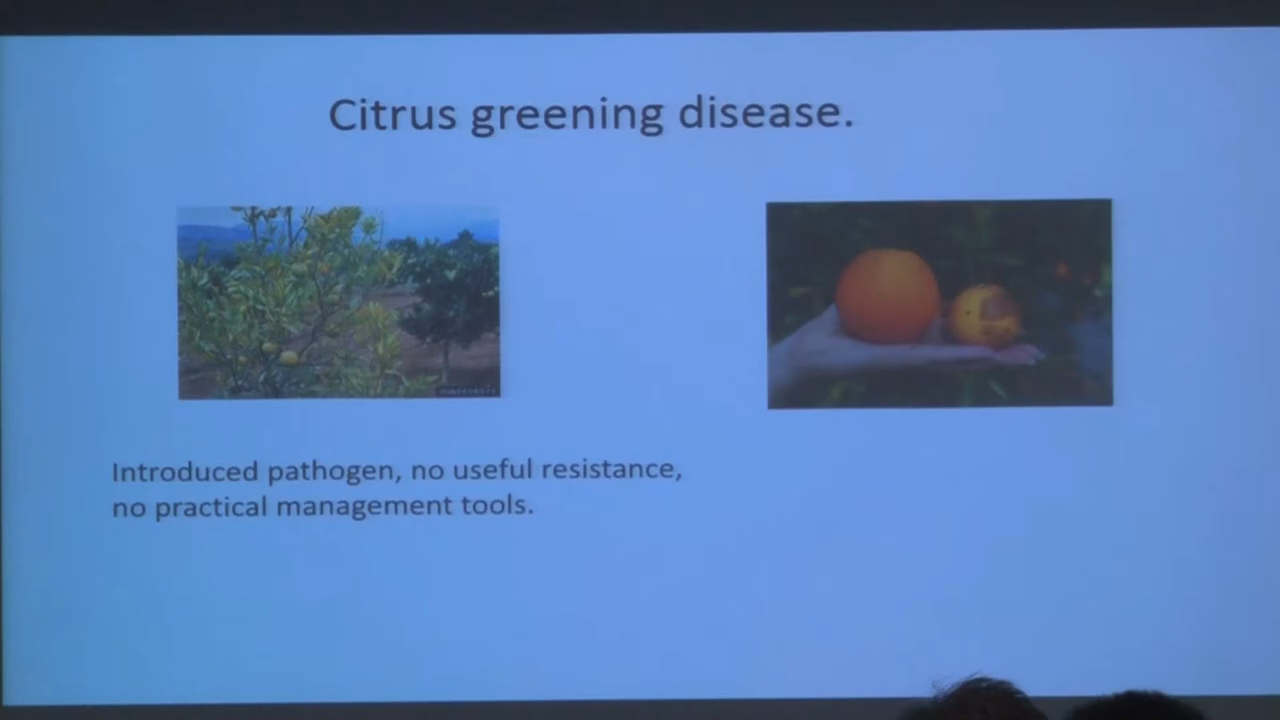 Citrus greening disease.
Introduced pathogen, no useful resistance,
no practical management tools.